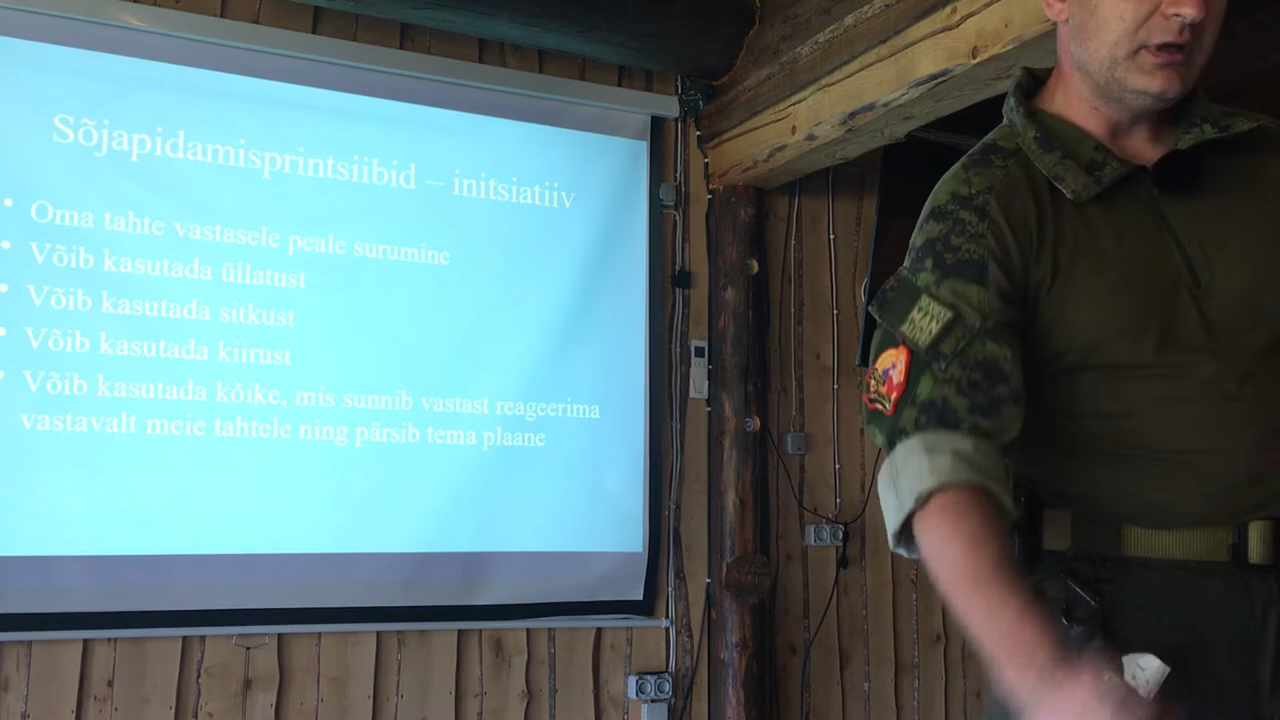 Sõjapidamisprintsiibid – initsiatiiv
• Oma tahte vastasele peale surumine
• Võib kasutada üllatust
• Võib kasutada sitkust
• Võib kasutada kiirust
• Võib kasutada kõike, mis sunnib vastast reageerima
vastavalt meie tahtele ning pärsib tema plaane